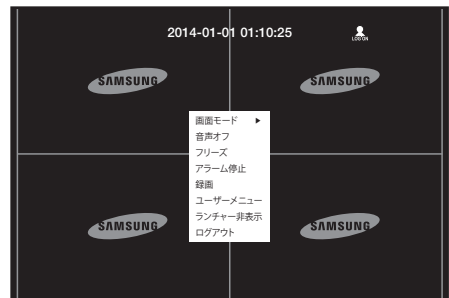 2014-01-01 01:10:25
LOG ON
SAMSUNG
SAMSUNG
画面モード ▶
音声オフ
フリーズ
アラーム停止
録画
ユーザーメニュー
ランチャー非表示
ログアウト
SAMSUNG
SAMSUNG